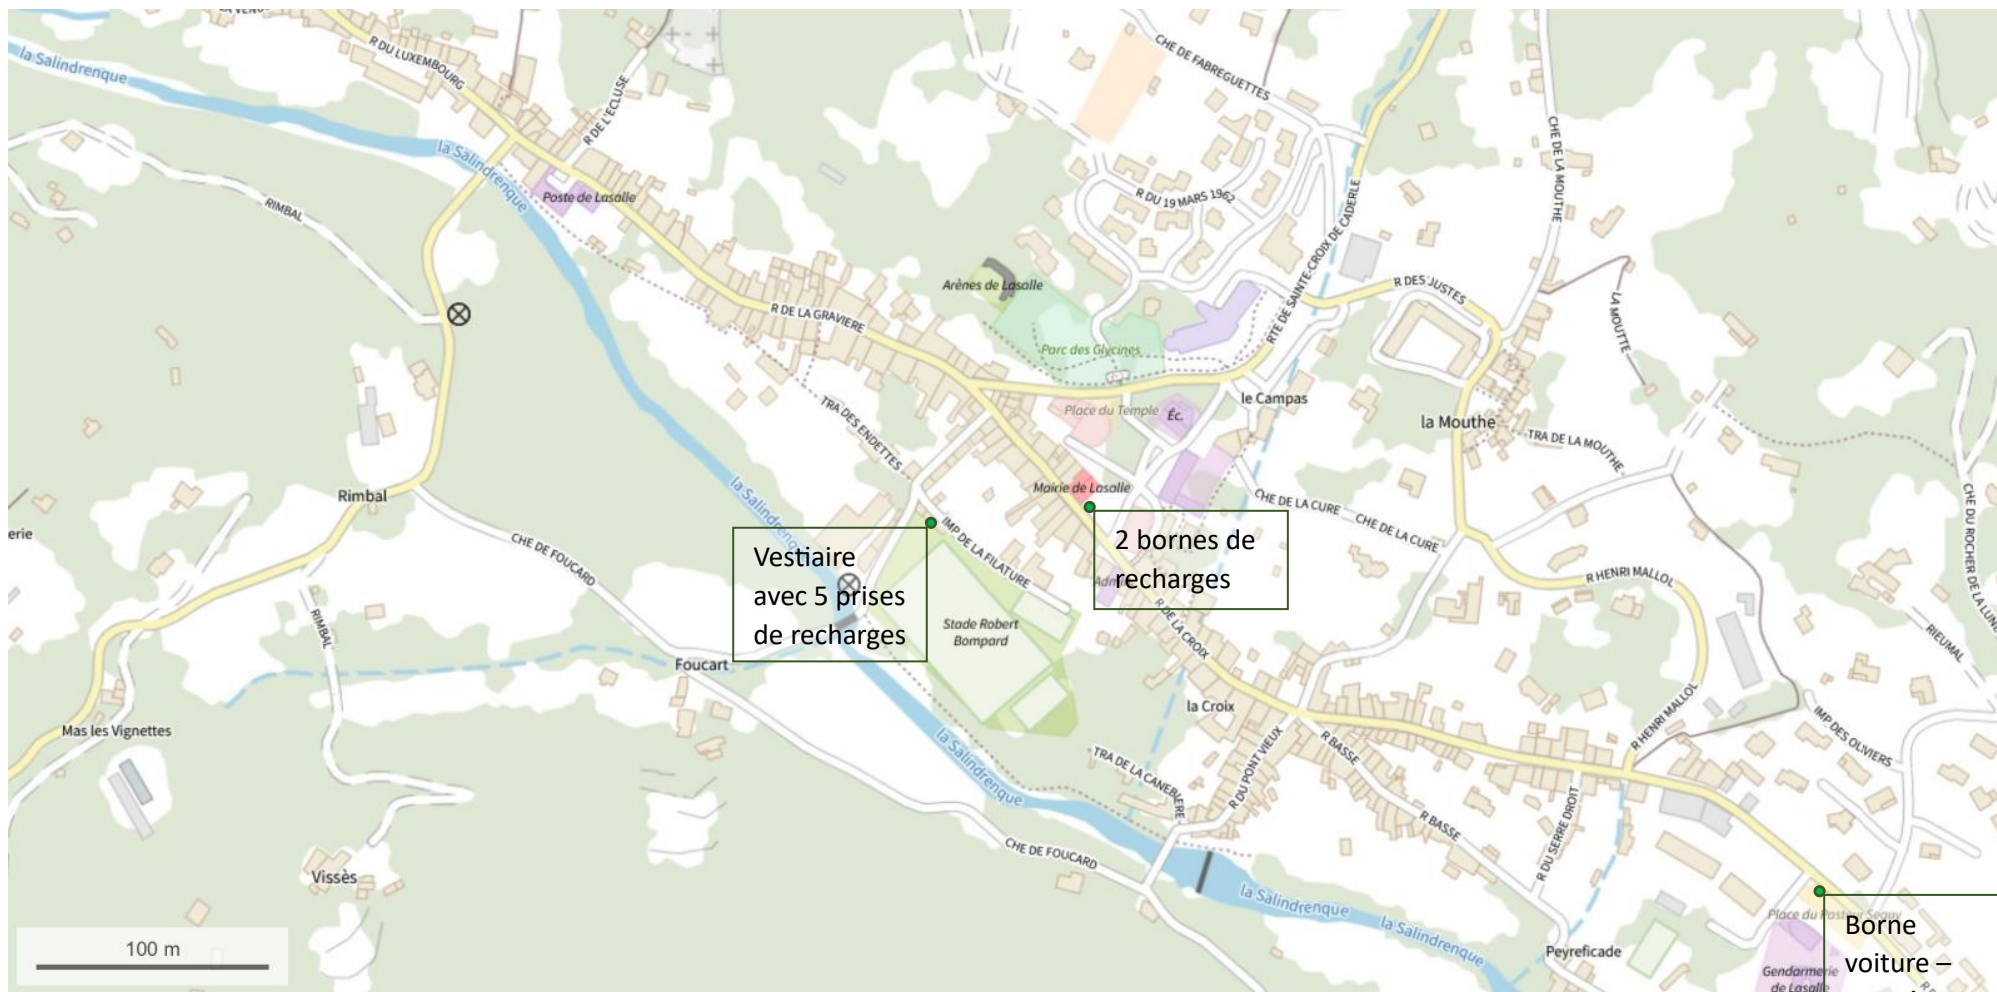 la Salindrenque
R DU LUXEMBOURG
R DE L'ECLUSE
la Salindrenque
Poste de Lasalle
RIMBAL
CHE DE FABREGUETTES
R DU 19 MARS 1962
CHE DE LA MOUTHE
RTE DE SAINTE-CROIX DE CADERLE
Arènes de Lasalle
R DES JUSTES
LA MOUTTE
R DE LA GRAVIERE
Parc des Glycines
Place du Temple
Éc.
le Campas
la Mouthe
TRA DES ENDETTES
TRA DE LA MOUTHE
Rimbal
Mairie de Lasalle
la Salindrenque
CHE DE LA CURE
CHE DE LA CURE
CHE DU ROCHER DE LA LUNE
erie
CHE DE FOUCARD
IMP DE LA FILATURE
Vestiaire
avec 5 prises
de recharges
2 bornes de
recharges
R HENRI MALLOL
RIMBAL
Stade Robert
Bompard
R DE LA CROIX
RIEUMAL
Foucart
la Croix
Mas les Vignettes
R HENRI MALLOL
IMP DES OLIVIERS
la Salindrenque
TRA DE LA CANEBIERE
R DU PONT VIEUX
R BASSE
R BASSE
R DU SERRE DROIT
CHE DE FOUCARD
Vissès
la Salindrenque
la Salindrenque
Place du Pasteur Seguy
Borne
voiture –
Peyreficade
Gendarmerie
de Lasalle
100 m